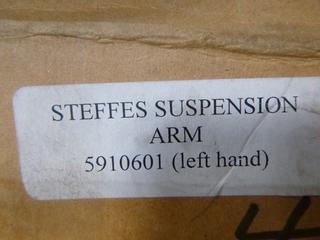 STEFFES SUSPENSION
ARM
5910601 (left hand)